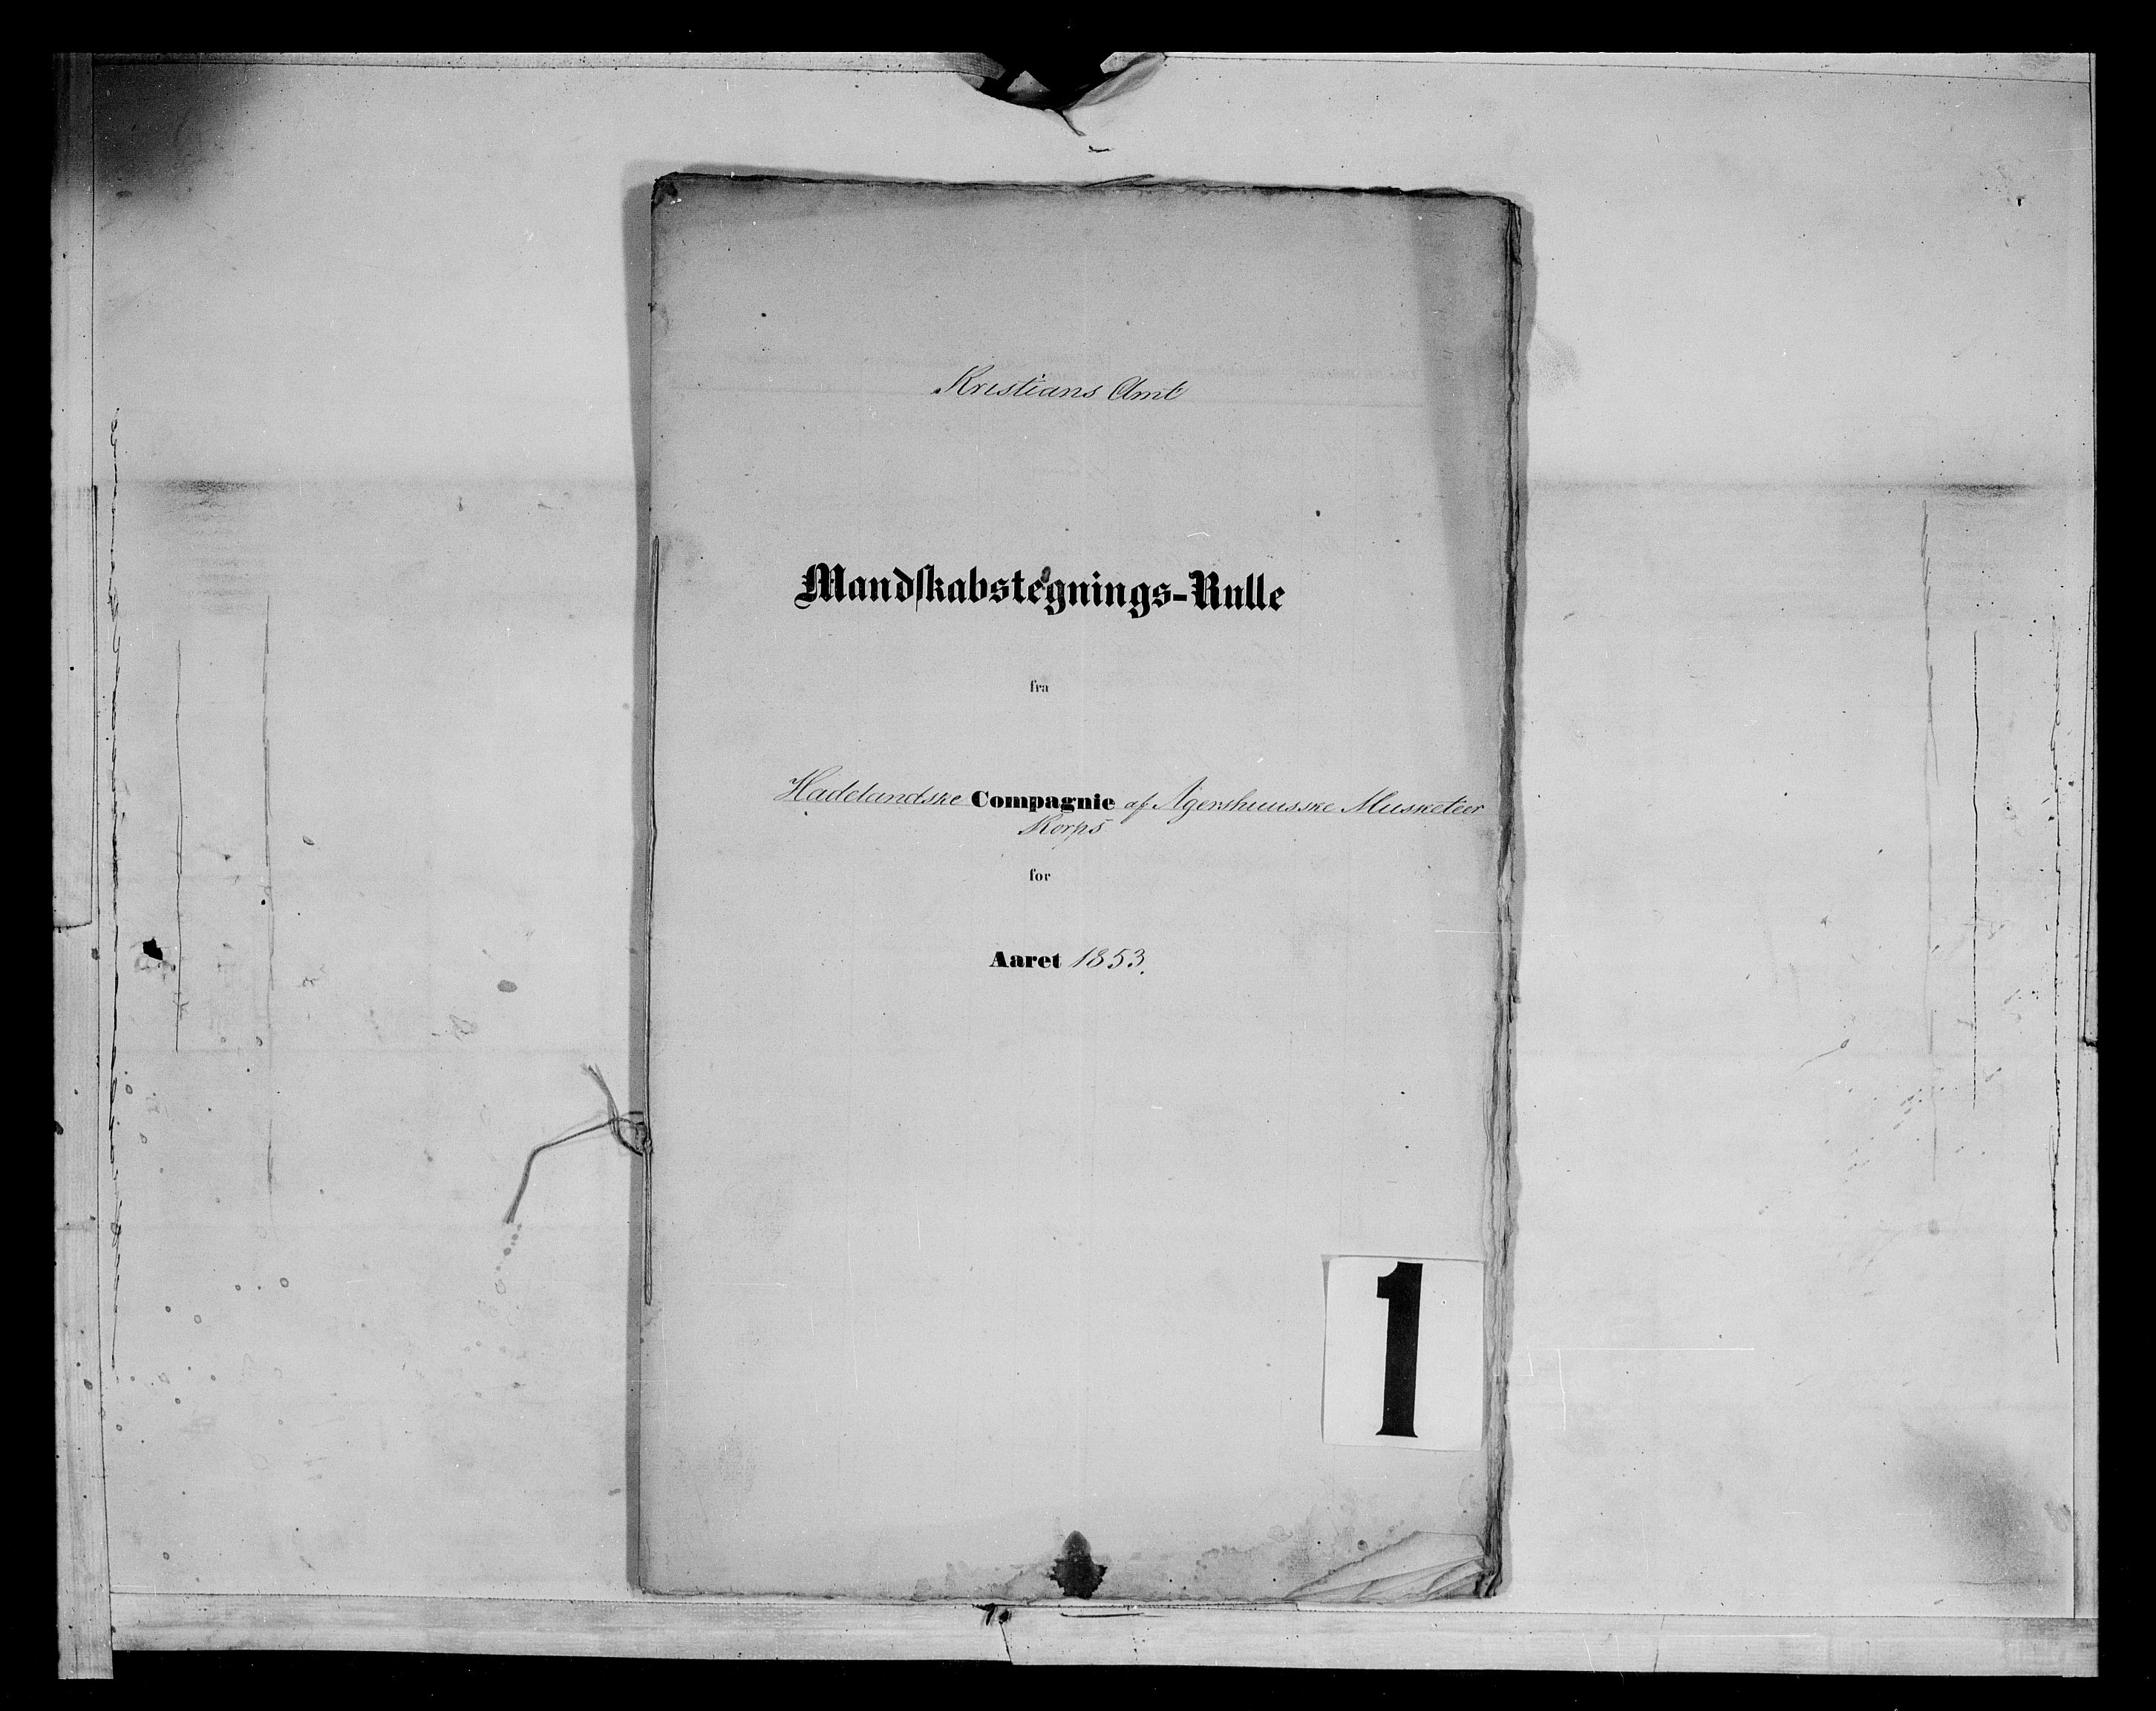 Kristians Amt
Mandſkabstegnings-Rulle
fra
Hadelandske Compagnie af Agershuusske Musketeer
Korps
for
Aaret 1853.
1